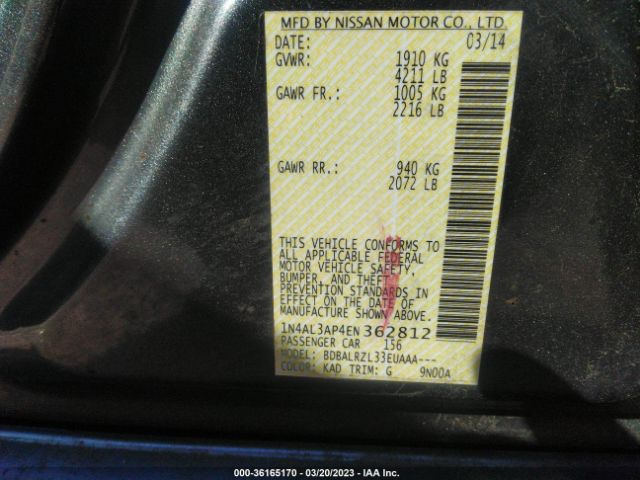 MFD BY NISSAN MOTOR CO., LTD.
DATE: 03/14
GVWR: 1910 KG
4211 LB
GAWR FR.: 1005 KG
2216 LB
GAWR RR.: 940 KG
2072 LB
THIS VEHICLE CONFORMS TO
ALL APPLICABLE FEDERAL
MOTOR VEHICLE SAFETY,
BUMPER, AND THEFT
PREVENTION STANDARDS IN
EFFECT ON THE DATE OF
MANUFACTURE SHOWN ABOVE.
1N4AL3AP4EN 362812
PASSENGER CAR 156
MODEL: BDBALRZL33EUAAA---
COLOR: KAD TRIM: G 9N00A
000-36165170 - 03/20/2023 - IAA Inc.